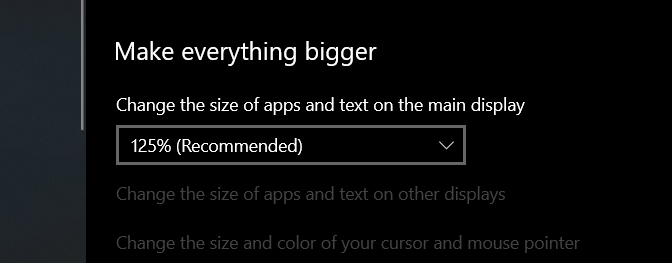 Make everything bigger
Change the size of apps and text on the main display
125% (Recommended)
Change the size of apps and text on other displays
Change the size and color of your cursor and mouse pointer